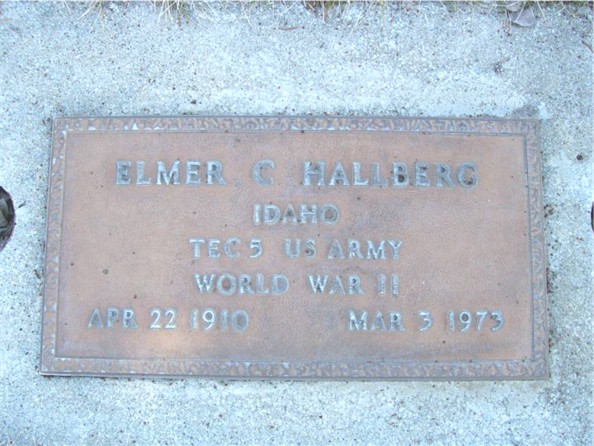 ELMER C HALLBERG
IDAHO
TEC 5 US ARMY
WORLD WAR II
APR 22 1910 MAR 3 1973